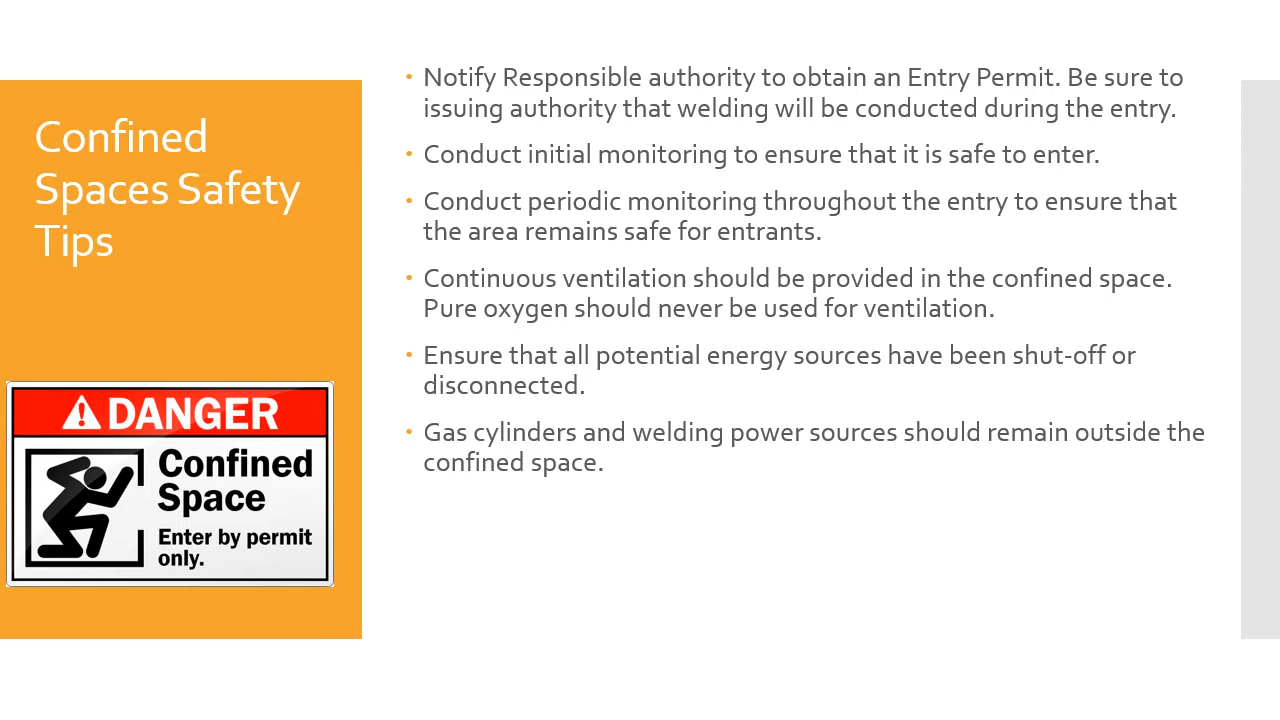 Confined
Spaces Safety
Tips
• Notify Responsible authority to obtain an Entry Permit. Be sure to
issuing authority that welding will be conducted during the entry.
• Conduct initial monitoring to ensure that it is safe to enter.
• Conduct periodic monitoring throughout the entry to ensure that
the area remains safe for entrants.
• Continuous ventilation should be provided in the confined space.
Pure oxygen should never be used for ventilation.
• Ensure that all potential energy sources have been shut-off or
disconnected.
• Gas cylinders and welding power sources should remain outside the
confined space.
DANGER
Confined
Space
Enter by permit
only.